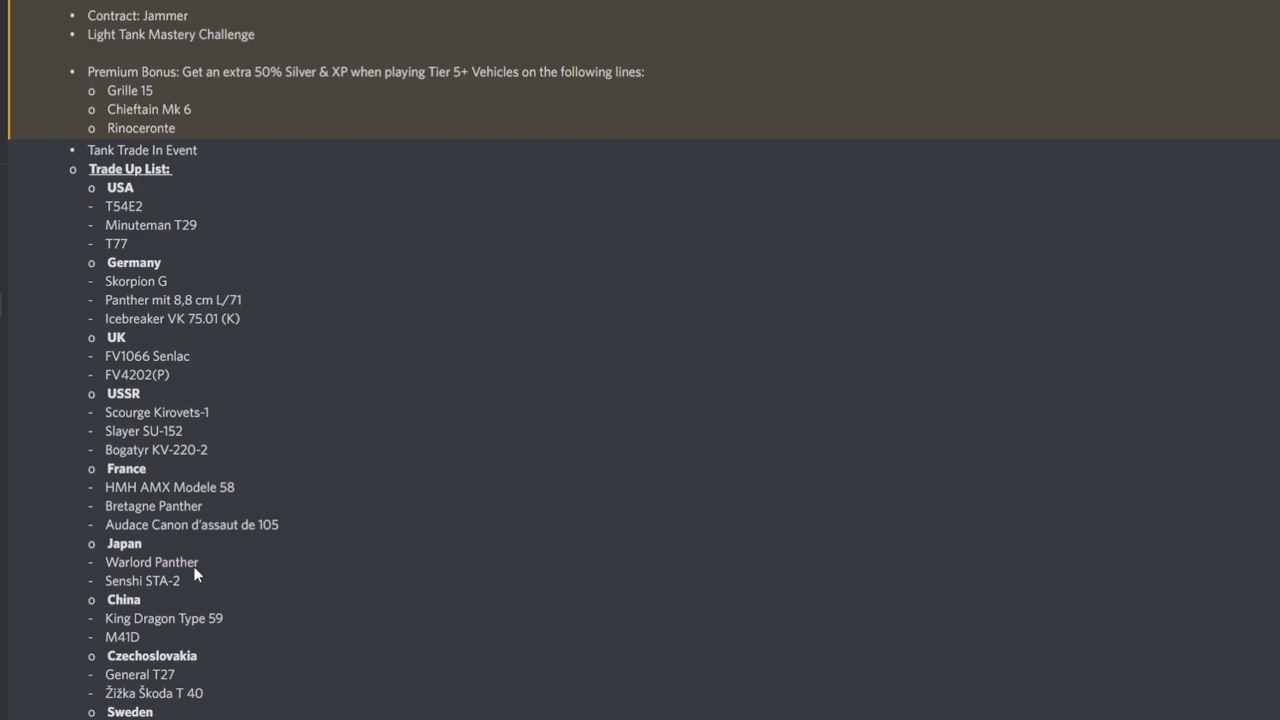 • Contract: Jammer
• Light Tank Mastery Challenge
• Premium Bonus: Get an extra 50% Silver & XP when playing Tier 5+ Vehicles on the following lines:
o Grille 15
o Chieftain Mk 6
o Rinoceronte
• Tank Trade In Event
o Trade Up List:
o USA
- T54E2
- Minuteman T29
- T77
o Germany
- Skorpion G
- Panther mit 8,8 cm L/71
- Icebreaker VK 75.01 (K)
o UK
- FV1066 Senlac
- FV4202(P)
o USSR
- Scourge Kirovets-1
- Slayer SU-152
- Bogatyr KV-220-2
o France
- HMH AMX Modele 58
- Bretagne Panther
- Audace Canon d'assaut de 105
o Japan
- Warlord Panther
- Senshi STA-2
o China
- King Dragon Type 59
- M41D
o Czechoslovakia
- General T27
- Žižka Škoda T 40
o Sweden